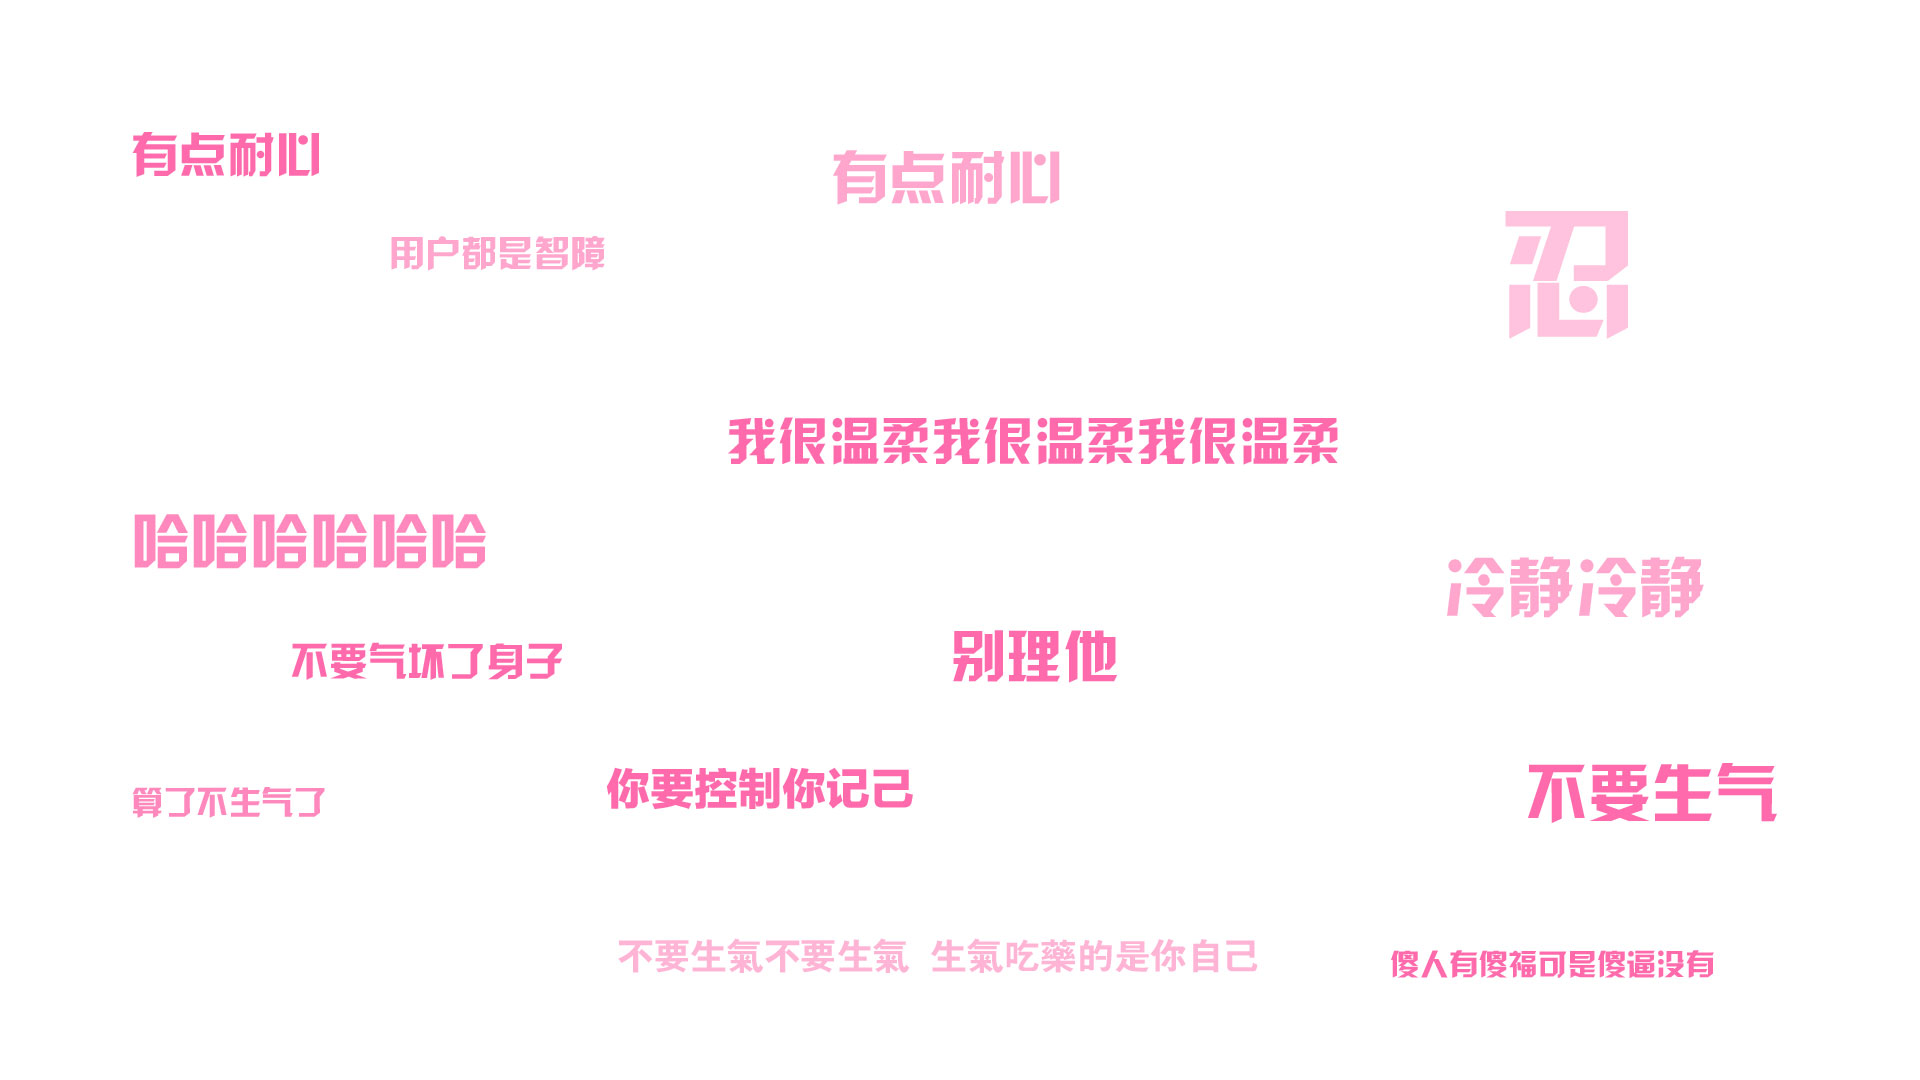 有点耐心
有点耐心
用户都是智障
忍
我很温柔我很温柔我很温柔
哈哈哈哈哈哈
冷静冷静
不要气坏了身子
别理他
算了不生气了
你要控制你记己
不要生气
不要生氣不要生氣 生氣吃藥的是你自己
傻人有傻福可是傻逼没有